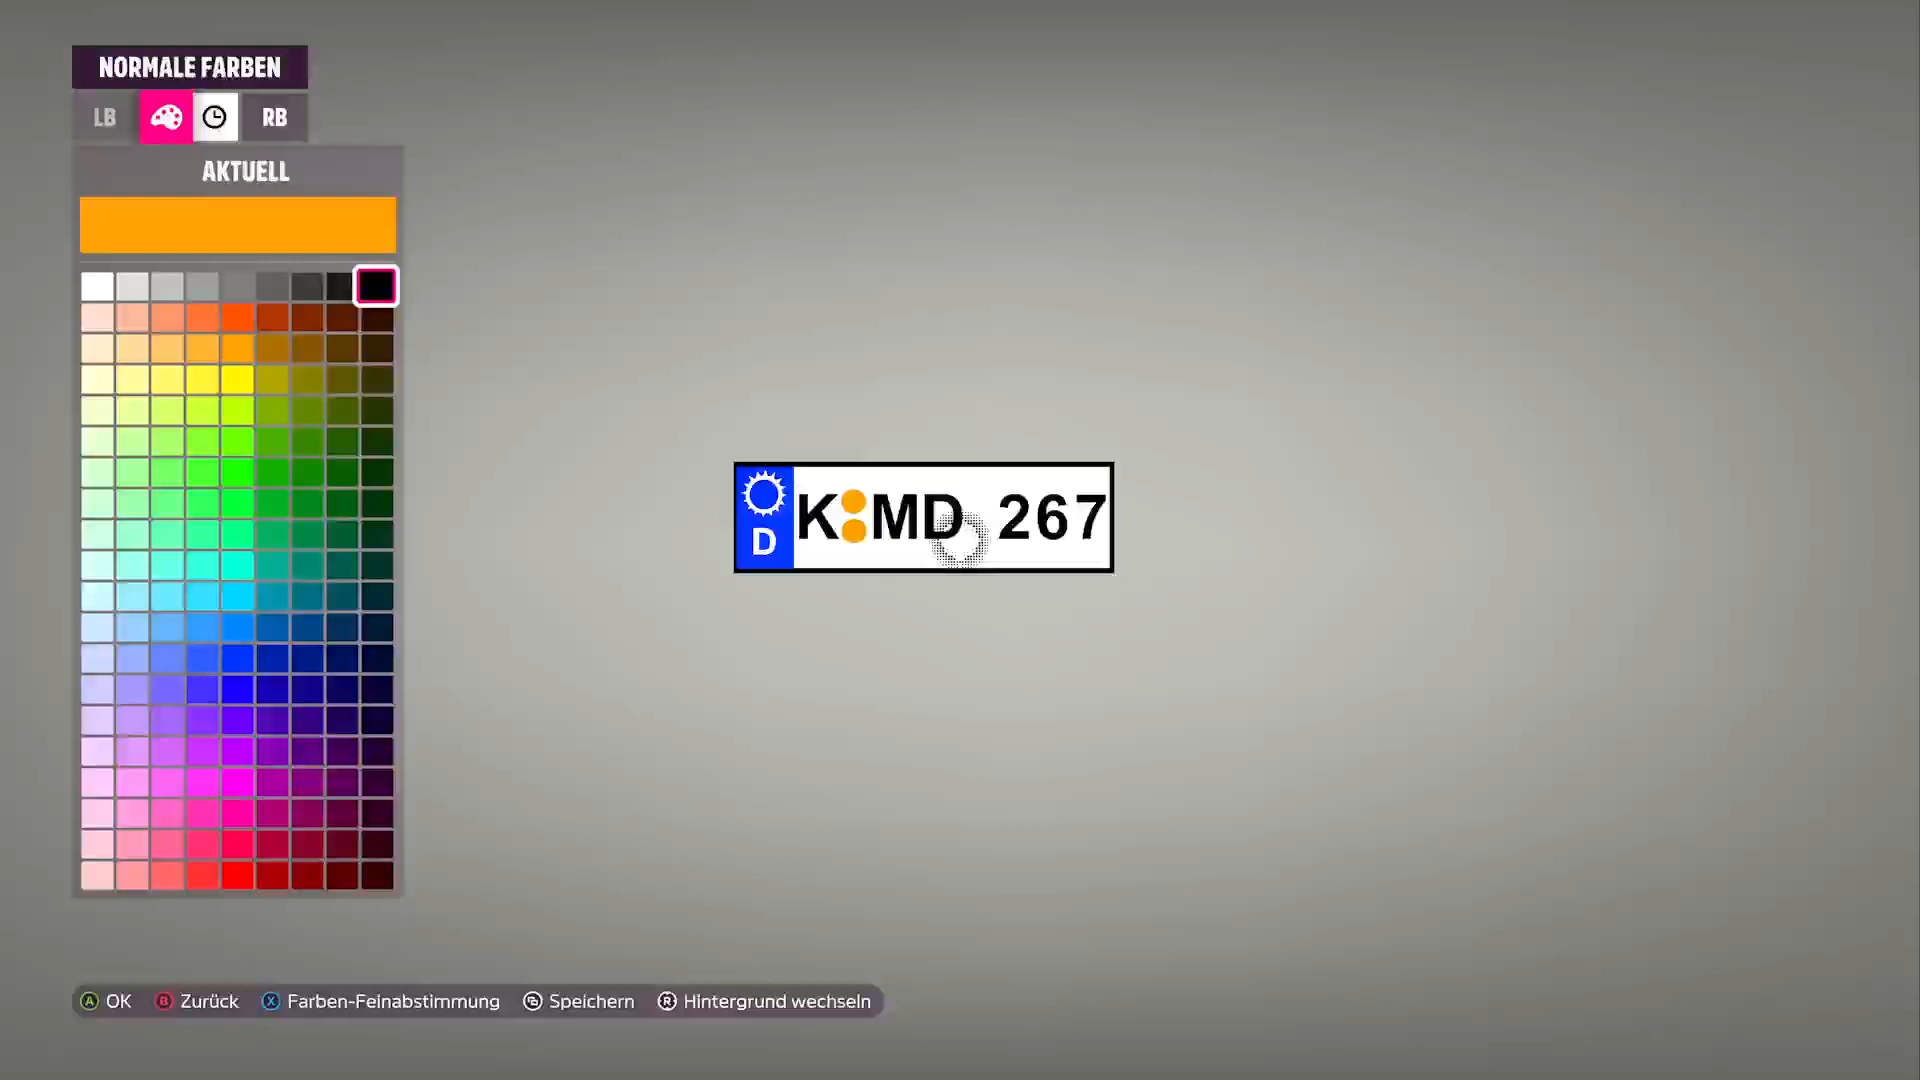 NORMALE FARBEN
LB RB
AKTUELL
K:MD 267
D
A OK B Zurück X Farben-Feinabstimmung Speichern R Hintergrund wechseln